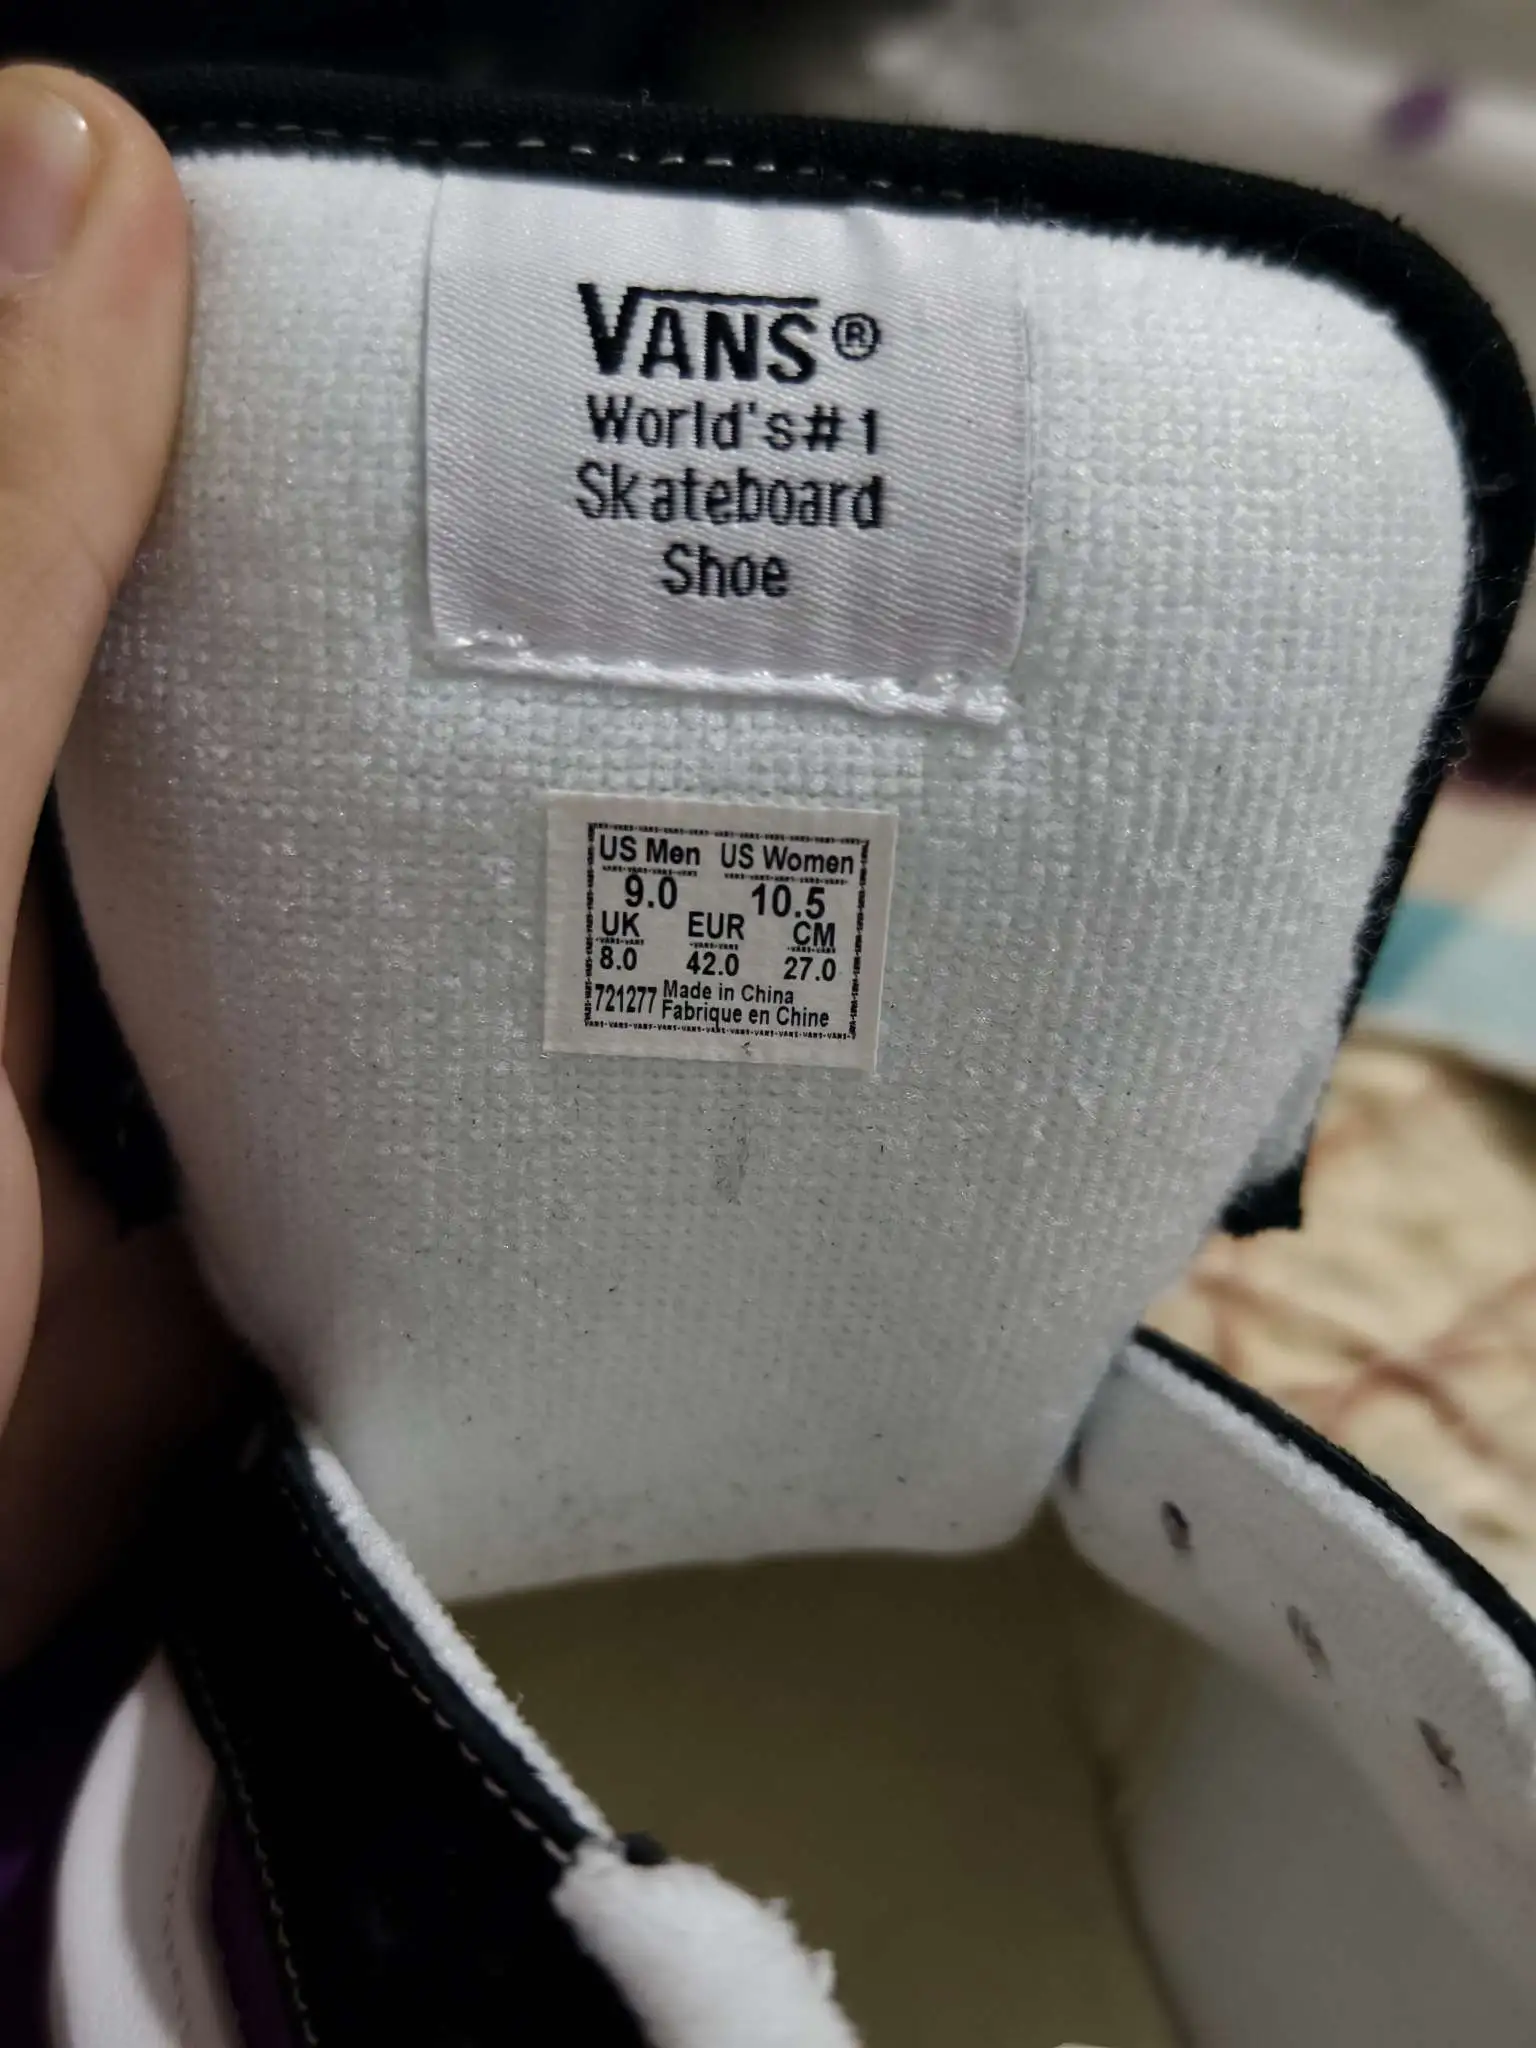 VANS®
World's#1
Skateboard
Shoe
US Men US Women
9.0 10.5
UK EUR CM
8.0 42.0 27.0
721277 Made in China
Fabrique en Chine